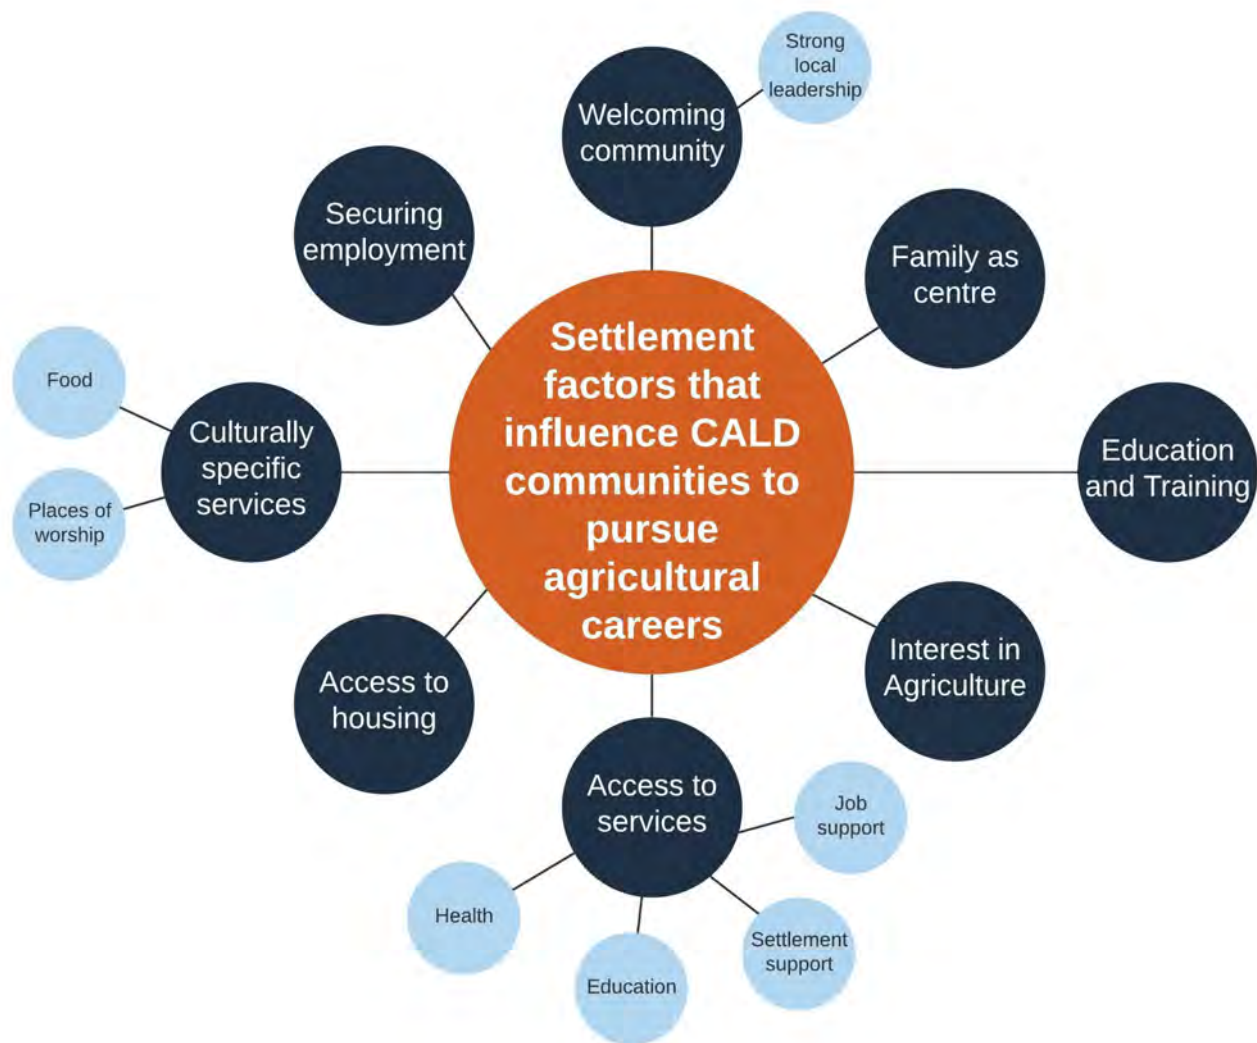 Strong
local
leadership
Welcoming
community
Securing
employment
Family as
centre
Settlement
factors that
influence CALD
communities to
pursue
agricultural
careers
Food
Culturally
specific
services
Places of
worship
Education
and Training
Access to
housing
Interest in
Agriculture
Access to
services
Job
support
Health
Settlement
support
Education